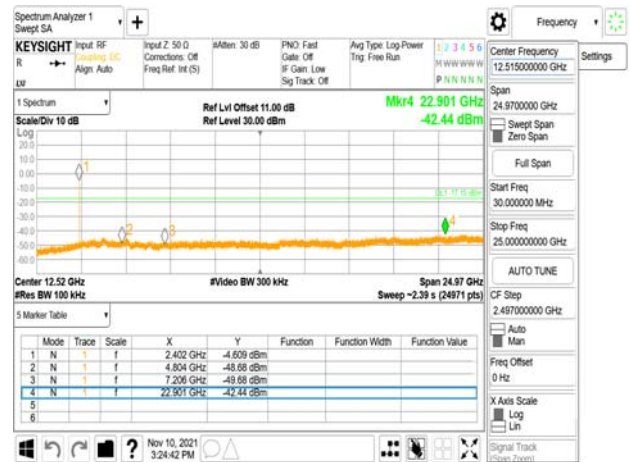 Spectrum Analyzer 1
Swept SA
+
Frequency
KEYSIGHT Input: RF
R
Coupling: DC
Align: Auto
Input Z: 50 Ω
Corrections: Off
Freq Ref: Int (S)
#Atten: 30 dB
PNO: Fast
Gate: Off
IF Gain: Low
Sig Track: Off
Avg Type: Log-Power
Trig: Free Run
1 2 3 4 5 6
M W W W W W
P N N N N N
Center Frequency
12.515000000 GHz
Settings
1 Spectrum
Scale/Div 10 dB
Ref Lvl Offset 11.00 dB
Ref Level 30.00 dBm
Mkr4 22.901 GHz
-42.44 dBm
Log
20.0
10.0
0.00
-10.0
-20.0
-30.0
-40.0
-50.0
-60.0
1
2
3
4
Center 12.52 GHz
#Res BW 100 kHz
#Video BW 300 kHz
Span 24.97 GHz
Sweep ~2.39 s (24971 pts)
Span
24.9700000 GHz
Swept Span
Zero Span
Full Span
Start Freq
30.000000 MHz
Stop Freq
25.000000000 GHz
AUTO TUNE
CF Step
2.497000000 GHz
Auto
Man
Freq Offset
0 Hz
X Axis Scale
Log
Lin
Signal Track
(Span Zoom)
5 Marker Table
Mode Trace Scale X Y Function Function Width Function Value
1 N 1 f 2.402 GHz -4.609 dBm
2 N 1 f 4.804 GHz -48.68 dBm
3 N 1 f 7.206 GHz -49.68 dBm
4 N 1 f 22.901 GHz -42.44 dBm
5
6
?
Nov 10, 2021
3:24:42 PM